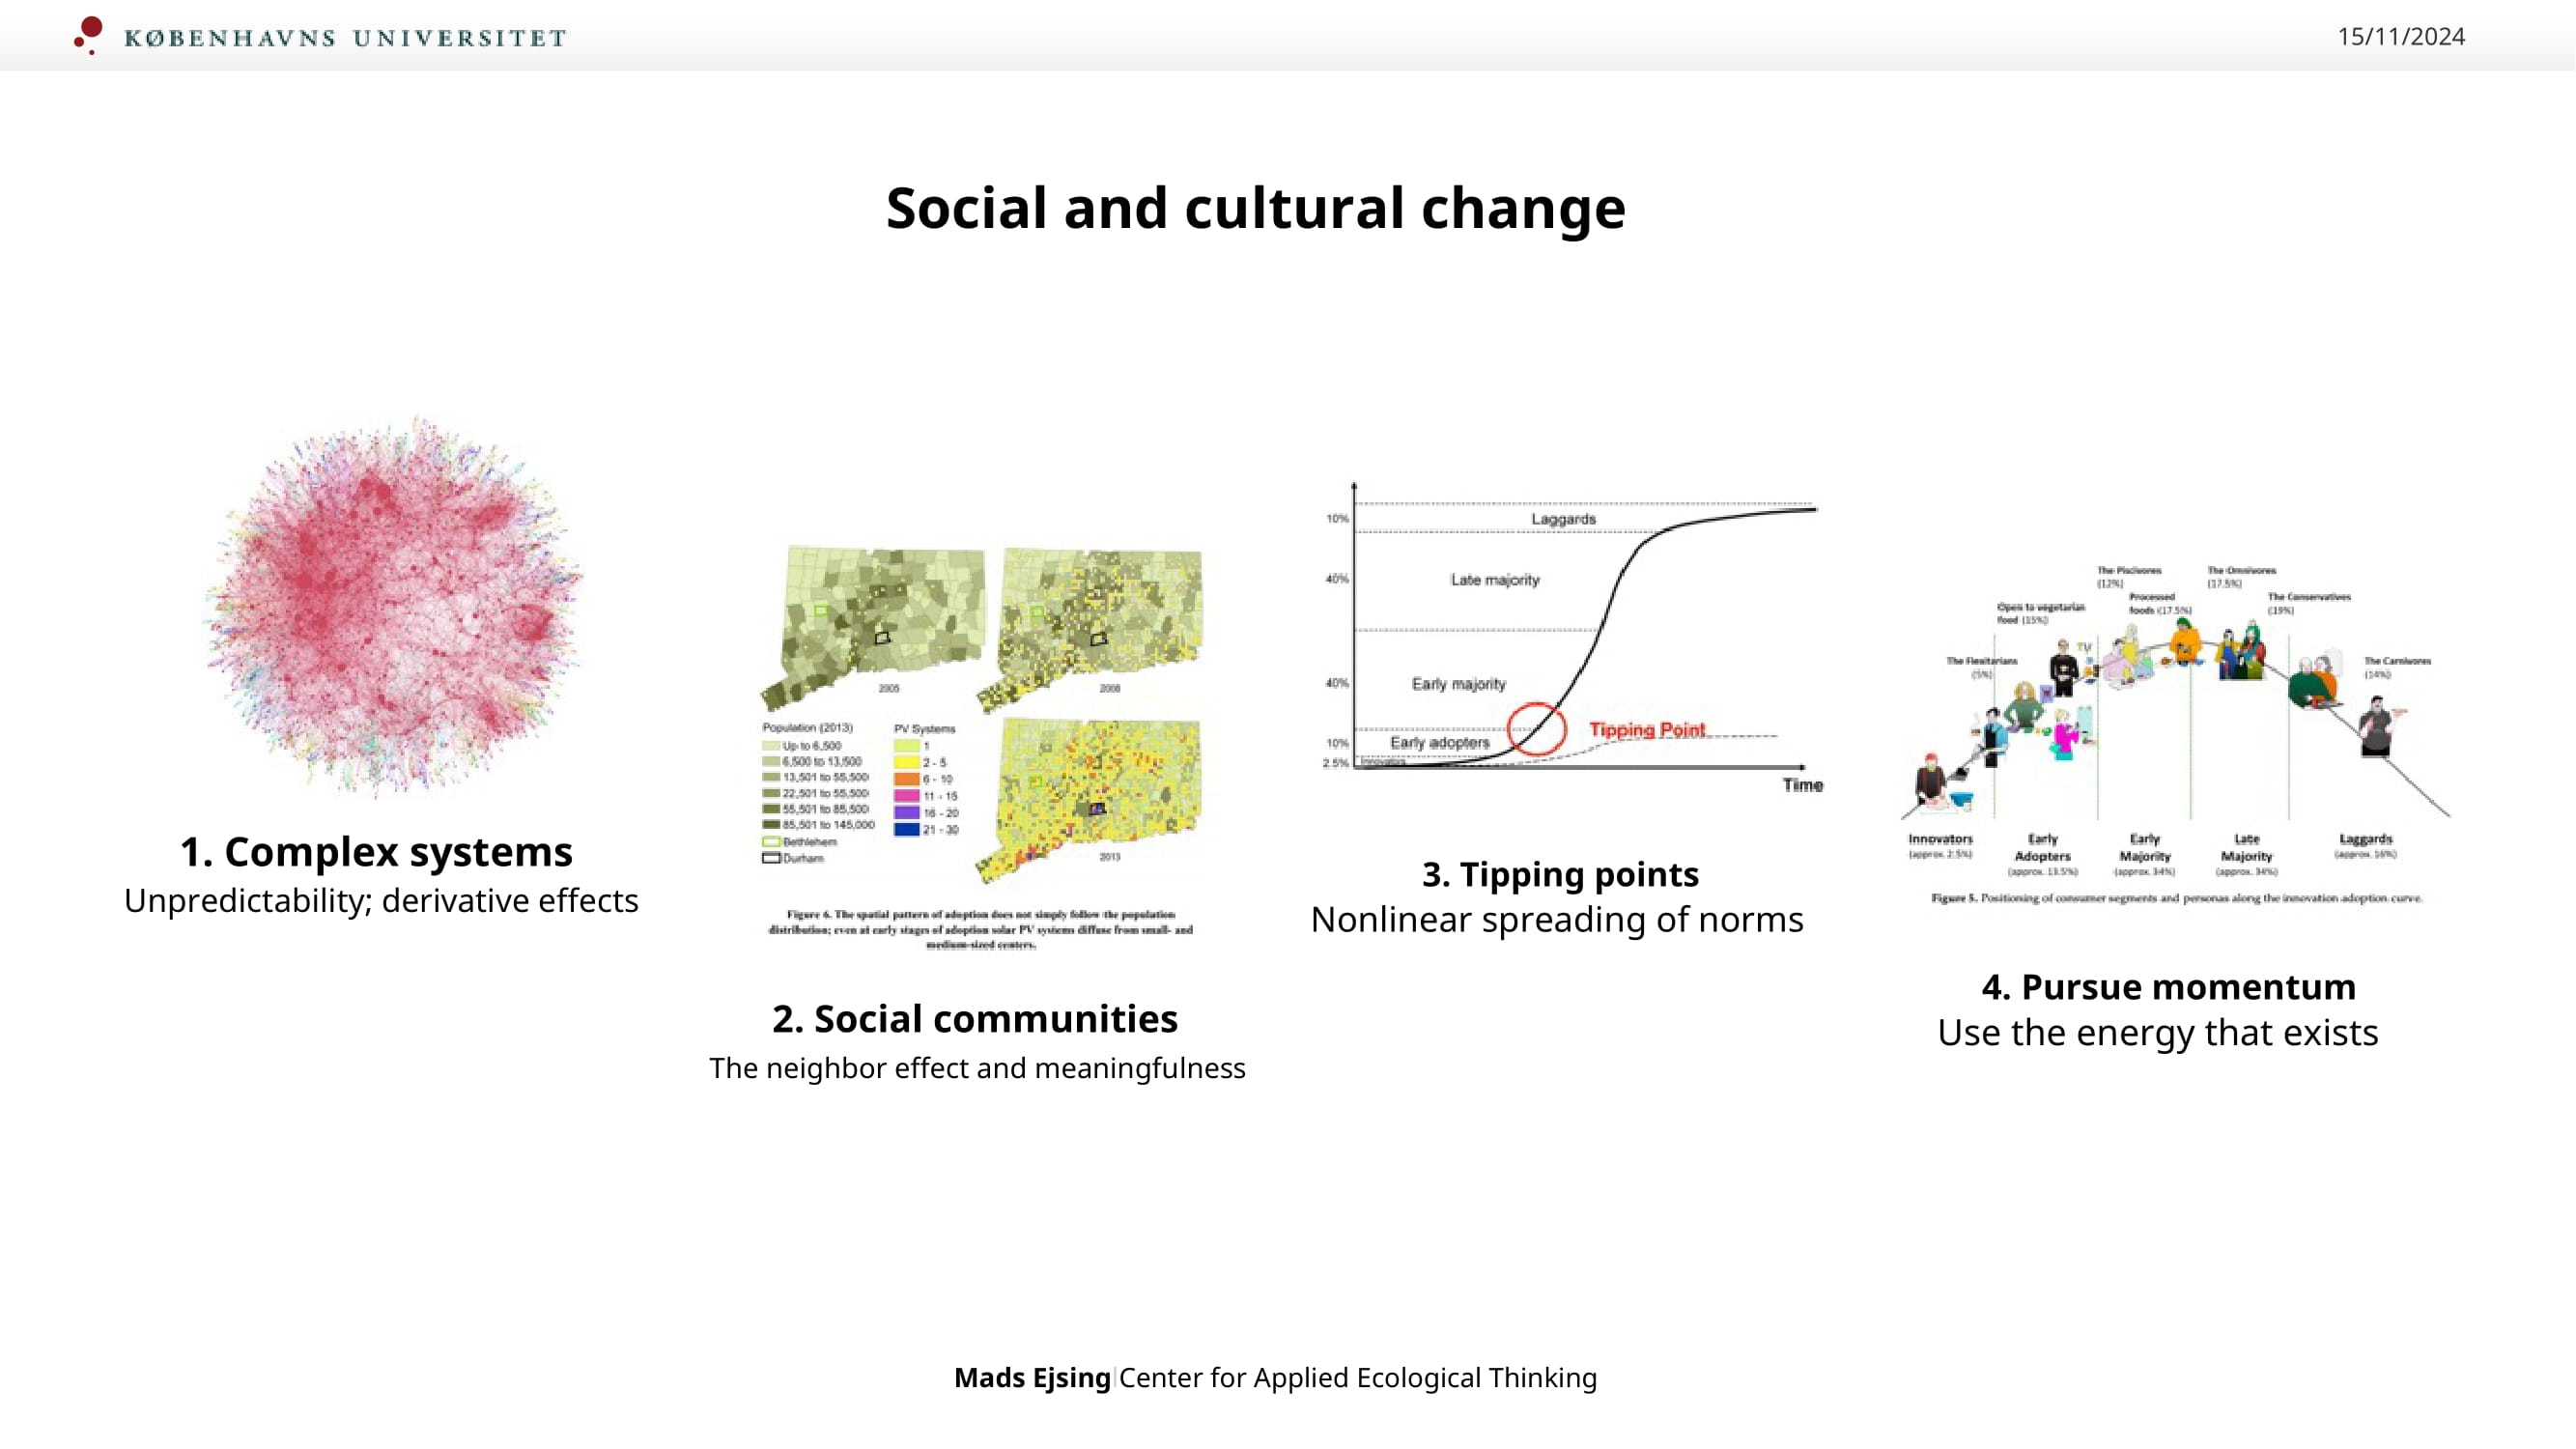 KØBENHAVNS UNIVERSITET
15/11/2024
Social and cultural change
1. Complex systems
Unpredictability; derivative effects
2005
2008
Population (2013)
Up to 6,500
6,500 to 13,500
13,501 to 55,500
22,501 to 55,500
55,501 to 85,500
85,501 to 145,000
Bethlehem
Durham
PV Systems
1
2 - 5
6 - 10
11 - 15
16 - 20
21 - 30
2013
Figure 6. The spatial pattern of adoption does not simply follow the population
distribution; even at early stages of adoption solar PV systems diffuse from small- and
medium-sized centers.
2. Social communities
The neighbor effect and meaningfulness
10%
Laggards
40%
Late majority
40%
Early majority
Tipping Point
10%
Early adopters
2.5%
Innovators
Time
3. Tipping points
Nonlinear spreading of norms
The Piscivores
(12%)
The Omnivores
(17.5%)
Processed
foods (17.5%)
The Conservatives
(19%)
Open to vegetarian
food (15%)
The Flexitarians
(5%)
The Carnivores
(14%)
Innovators
(approx. 2.5%)
Early
Adopters
(approx. 13.5%)
Early
Majority
(approx. 34%)
Late
Majority
(approx. 34%)
Laggards
(approx. 16%)
Figure 5. Positioning of consumer segments and personas along the innovation adoption curve.
4. Pursue momentum
Use the energy that exists
Mads Ejsing|Center for Applied Ecological Thinking